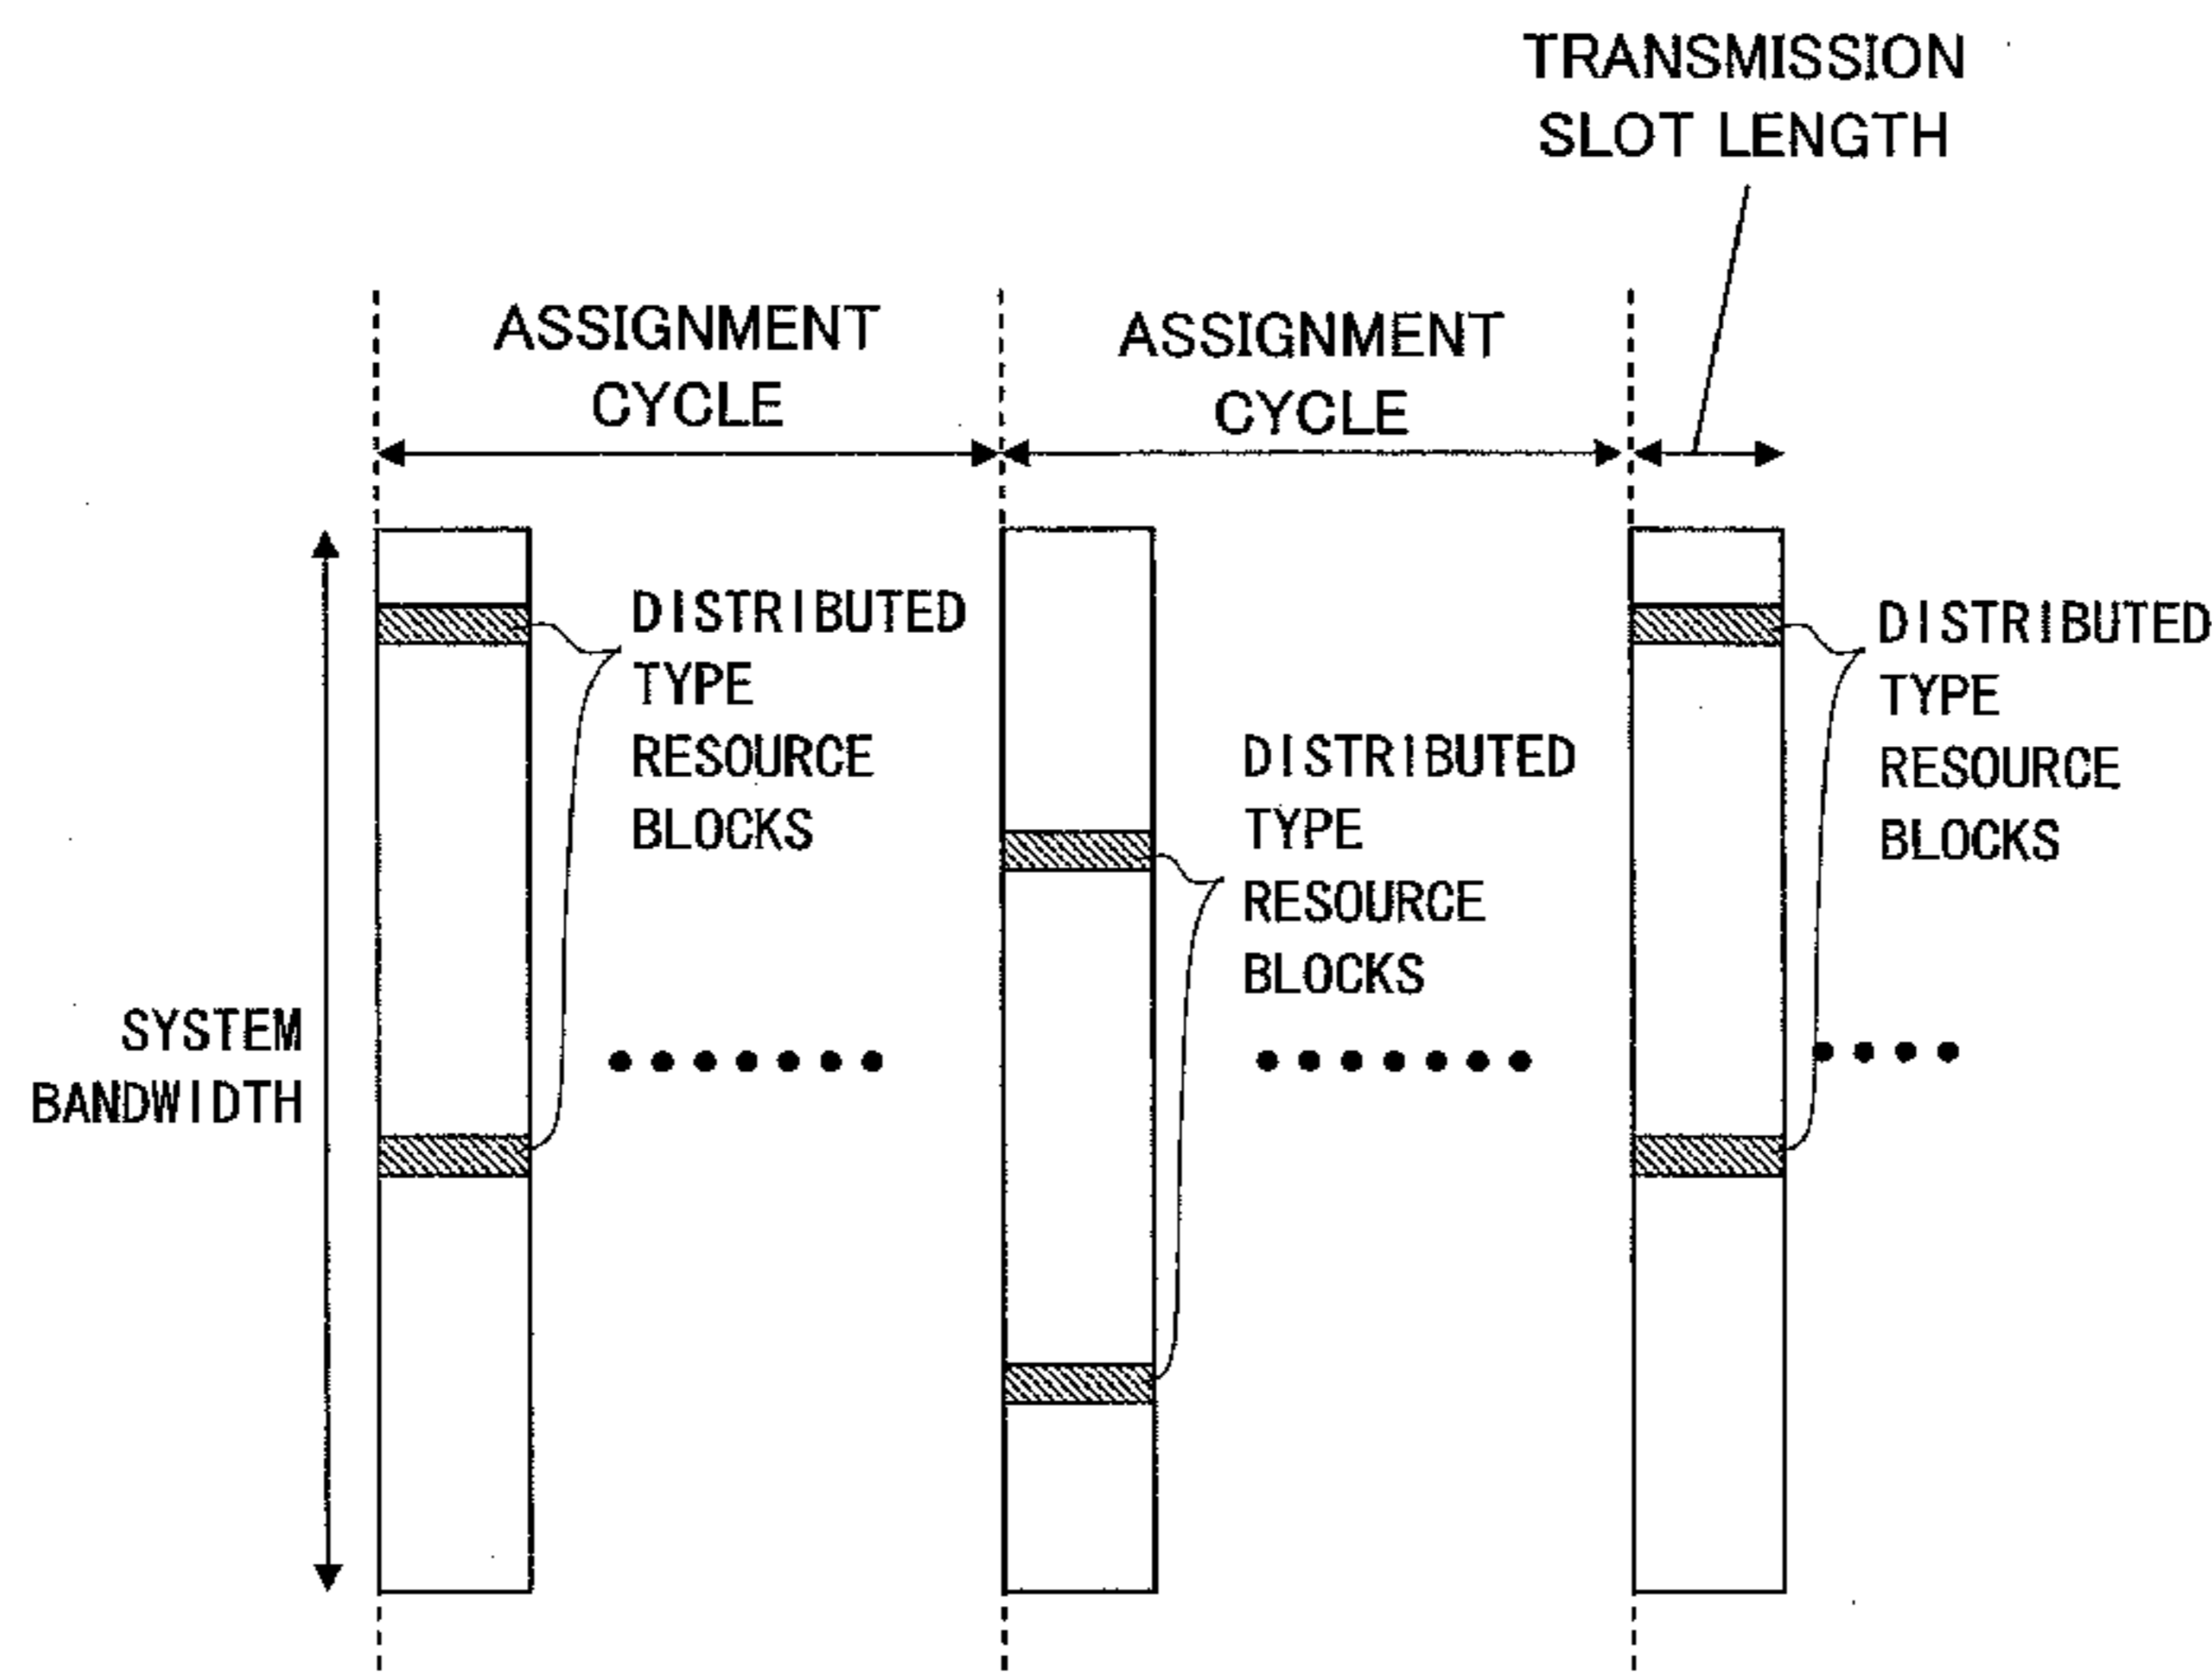 TRANSMISSION
SLOT LENGTH
ASSIGNMENT
CYCLE
ASSIGNMENT
CYCLE
DISTRIBUTED
TYPE
RESOURCE
BLOCKS
DISTRIBUTED
TYPE
RESOURCE
BLOCKS
DISTRIBUTED
TYPE
RESOURCE
BLOCKS
SYSTEM
BANDWIDTH